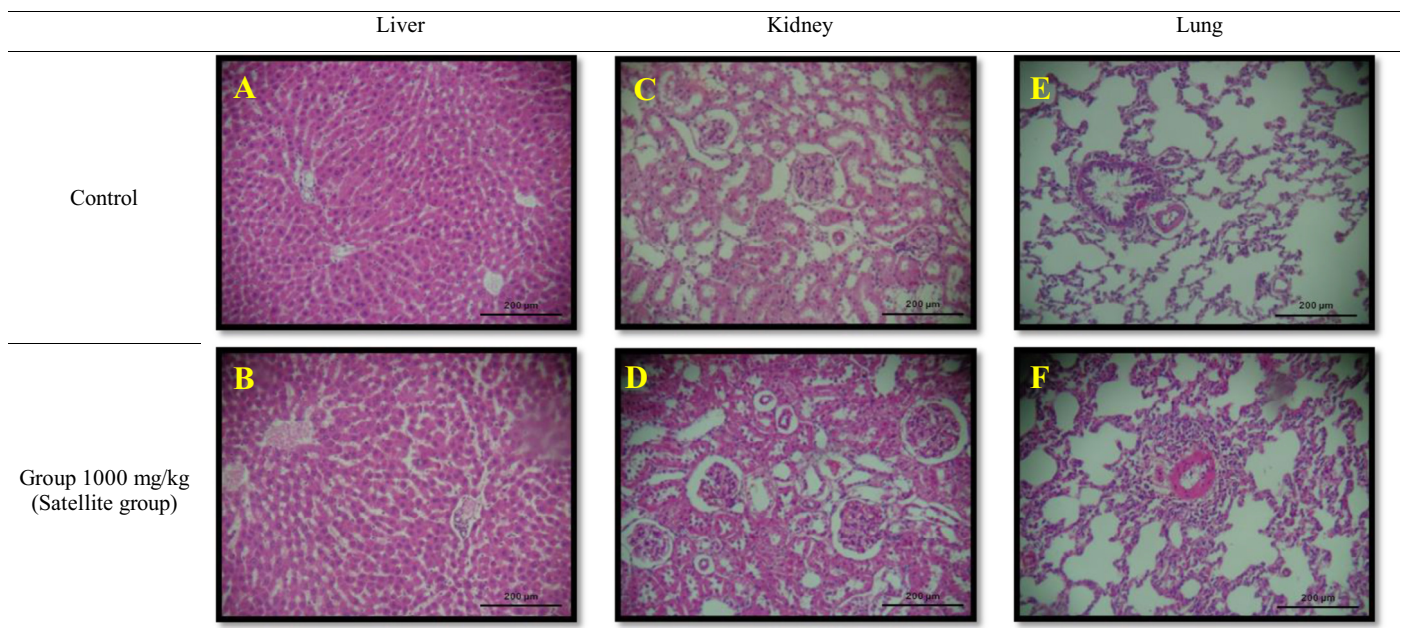 Liver Kidney Lung
Control
A
200 µm
C
200 µm
E
200 µm
Group 1000 mg/kg
(Satellite group)
B
200 µm
D
200 µm
F
200 µm